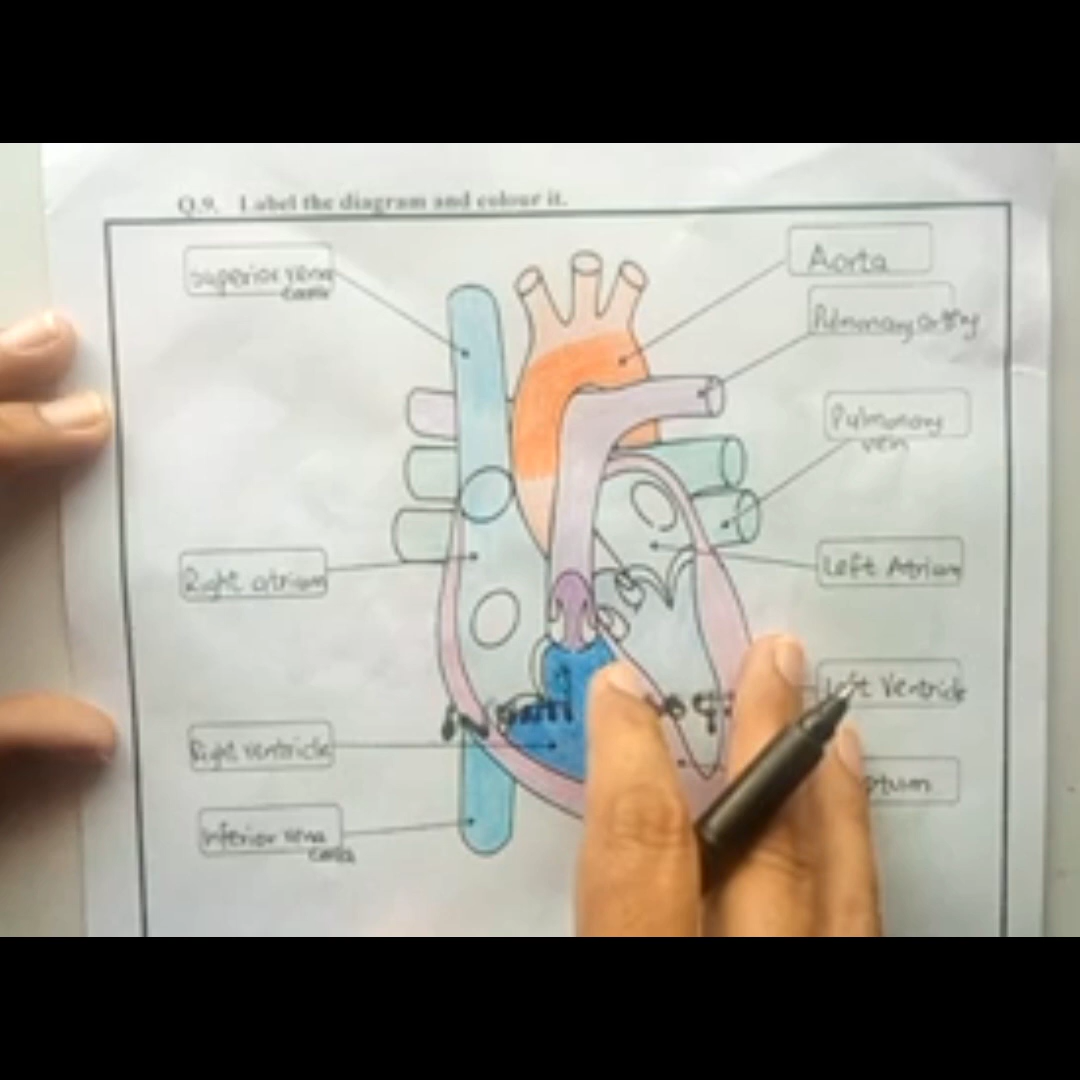 Q.9. Label the diagram and colour it.
Superior vena
cava
Aorta
Pulmonary artery
Pulmonary
vein
Right atrium
Left Atrium
Left Ventricle
Right ventricle
ptum
Inferior vena
cava